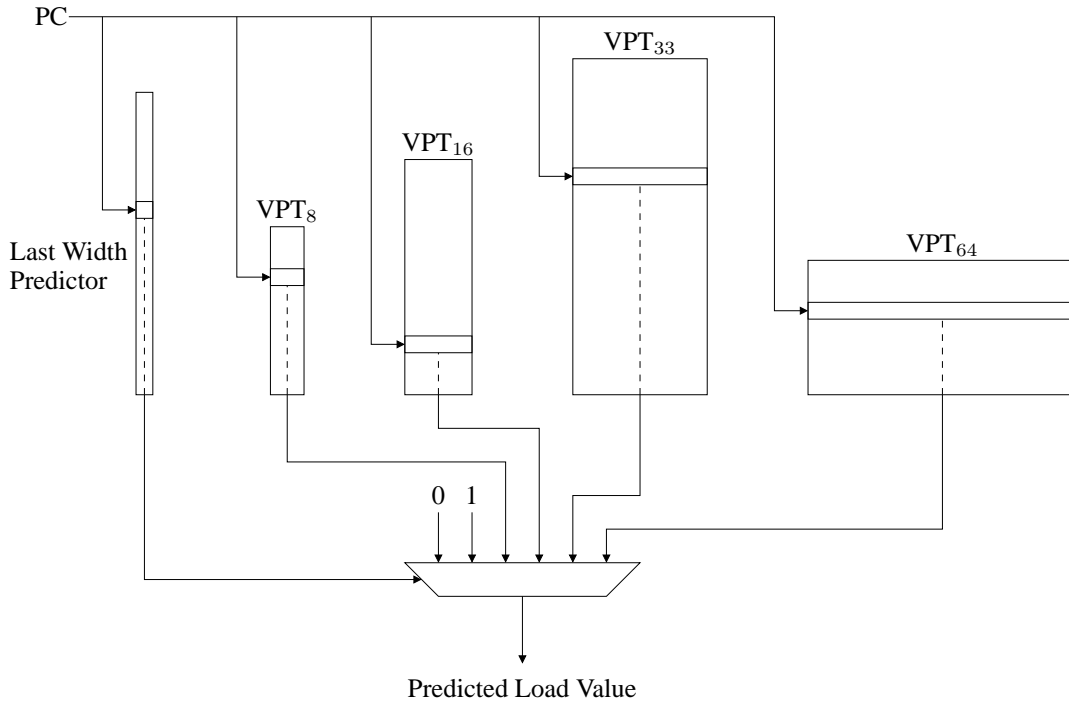 PC
VPT33
VPT16
VPT8
VPT64
Last Width
Predictor
0 1
Predicted Load Value